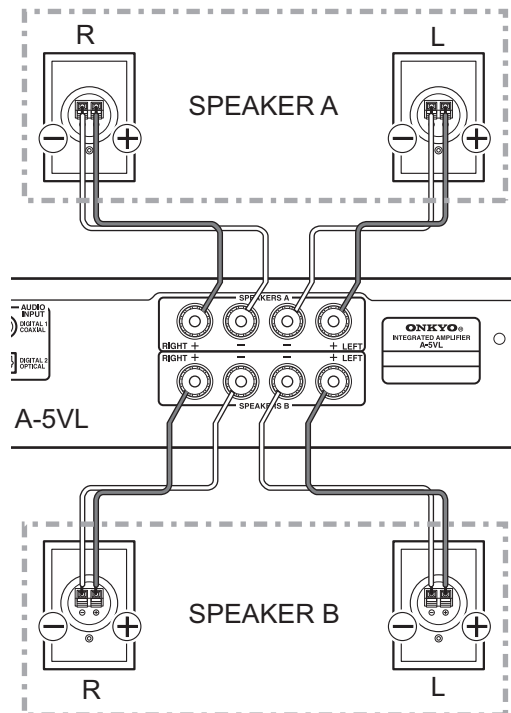 R
L
SPEAKER A
− +
− +
SPEAKERS A
AUDIO
INPUT
DIGITAL 1
COAXIAL
DIGITAL 2
OPTICAL
RIGHT + − − + LEFT
RIGHT + − − + LEFT
SPEAKERS B
ONKYO®
INTEGRATED AMPLIFIER
A-5VL
A-5VL
SPEAKER B
− +
− +
R
L